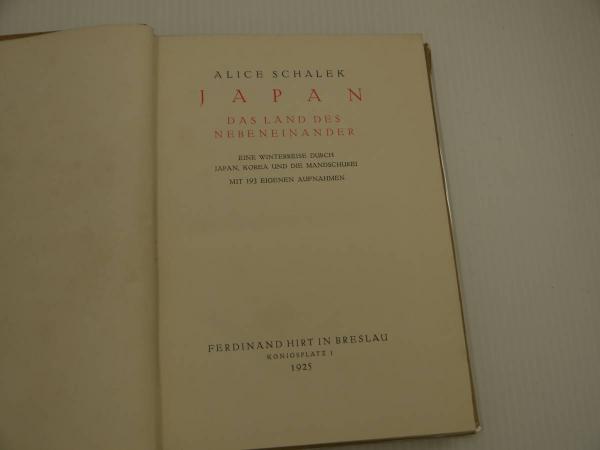 ALICE SCHALEK
JAPAN
DAS LAND DES
NEBENEINANDER
EINE WINTERREISE DURCH
JAPAN, KOREA UND DIE MANDSCHUREI
MIT 193 EIGENEN AUFNAHMEN
FERDINAND HIRT IN BRESLAU
KÖNIGSPLATZ 1
1925